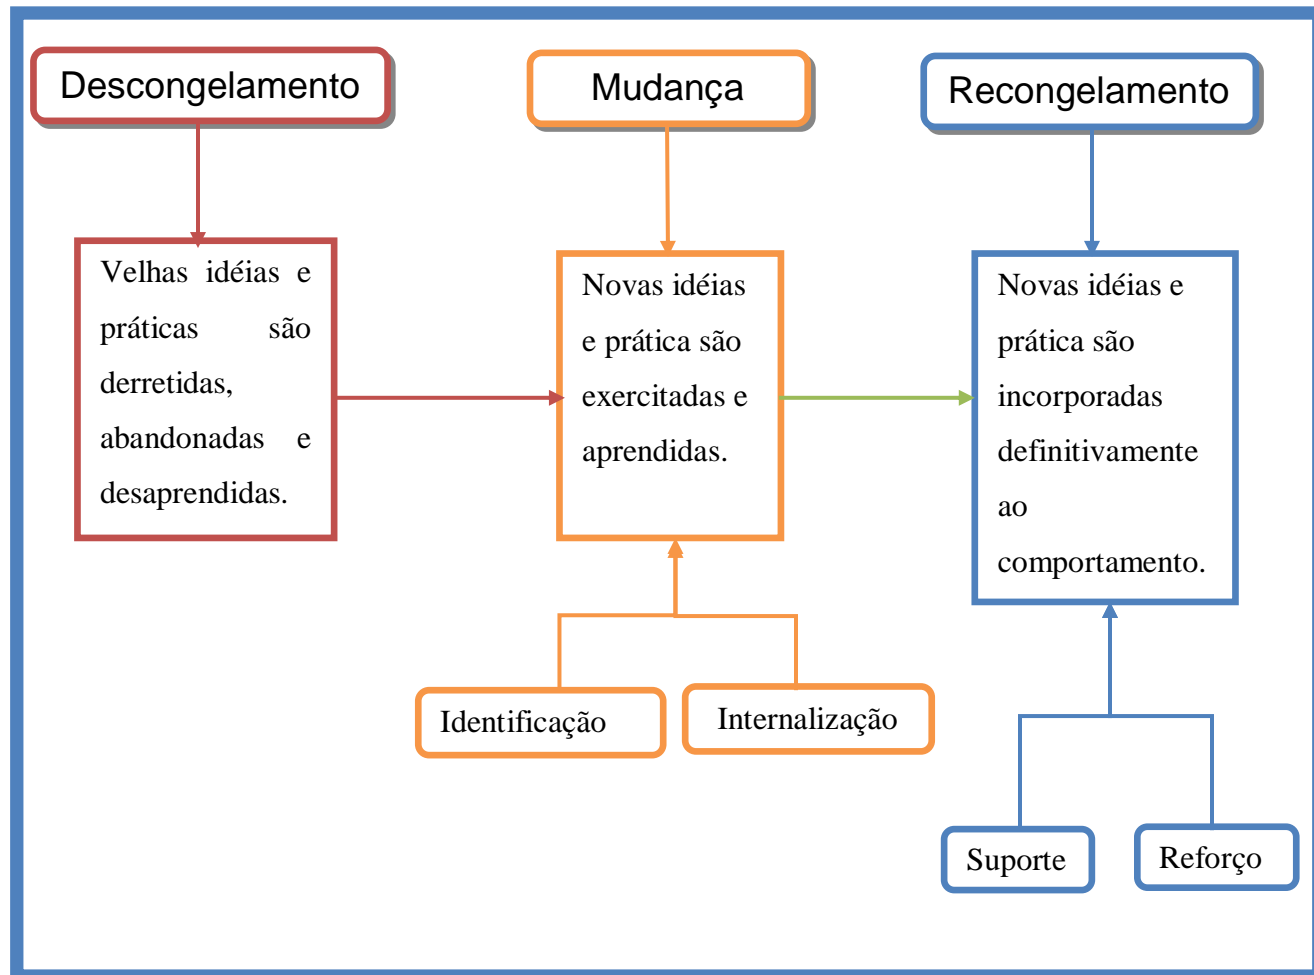 Descongelamento
Mudança
Recongelamento
Velhas idéias e
práticas são
derretidas,
abandonadas e
desaprendidas.
Novas idéias
e prática são
exercitadas e
aprendidas.
Novas idéias e
prática são
incorporadas
definitivamente
ao
comportamento.
Identificação
Internalização
Suporte
Reforço